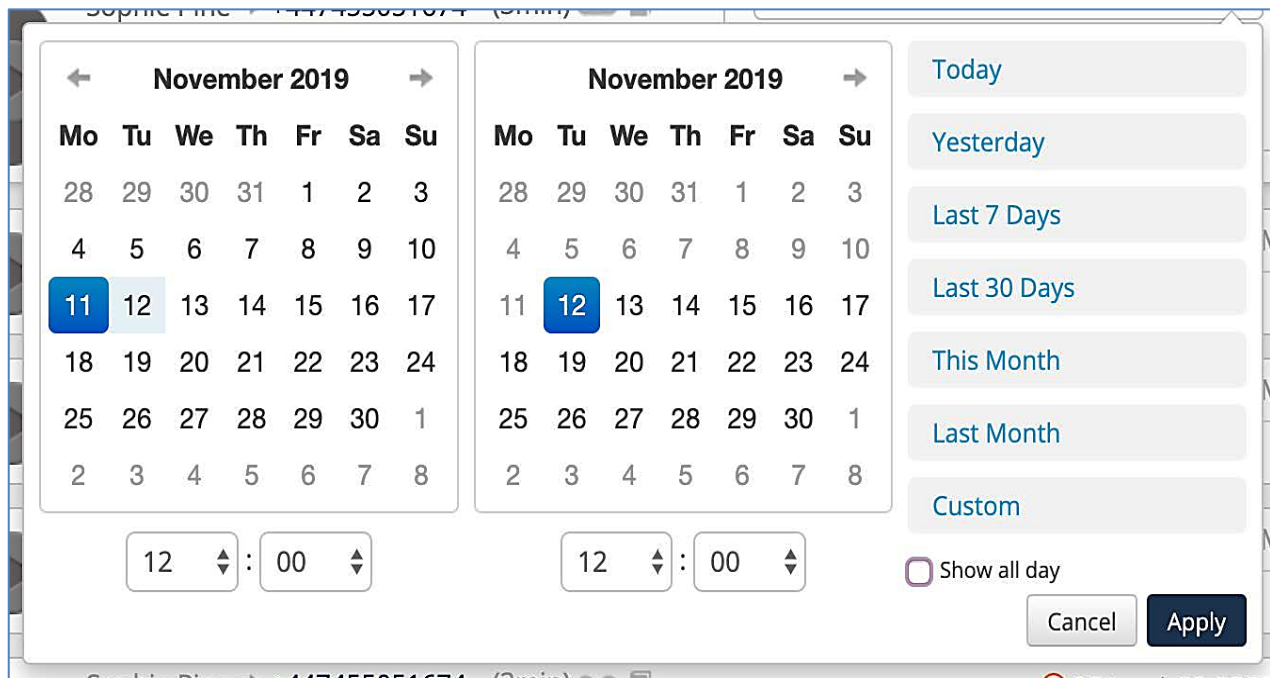 November 2019
Mo Tu We Th Fr Sa Su
28 29 30 31 1 2 3
4 5 6 7 8 9 10
11 12 13 14 15 16 17
18 19 20 21 22 23 24
25 26 27 28 29 30 1
2 3 4 5 6 7 8
12 : 00
November 2019
Mo Tu We Th Fr Sa Su
28 29 30 31 1 2 3
4 5 6 7 8 9 10
11 12 13 14 15 16 17
18 19 20 21 22 23 24
25 26 27 28 29 30 1
2 3 4 5 6 7 8
12 : 00
Today
Yesterday
Last 7 Days
Last 30 Days
This Month
Last Month
Custom
Show all day
Cancel
Apply